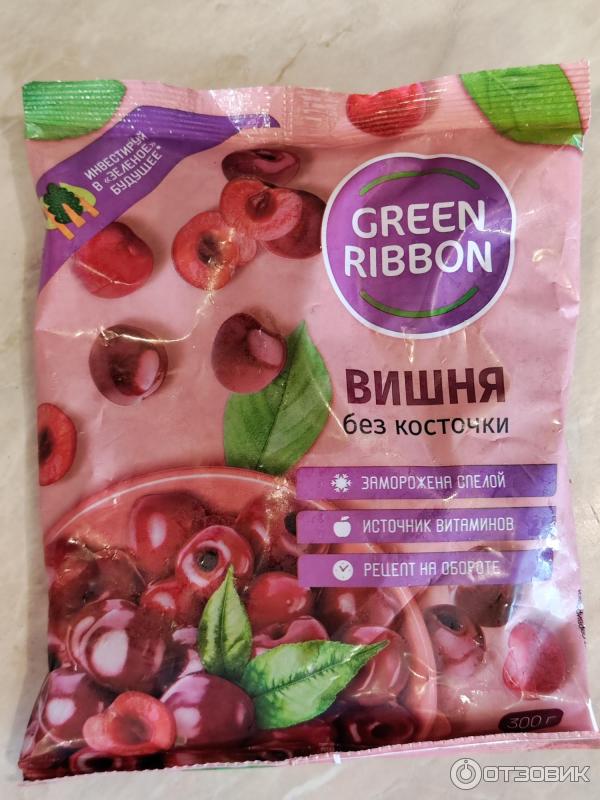 ИНВЕСТИРУЙ
В «ЗЕЛЕНОЕ»
БУДУЩЕЕ*
GREEN
RIBBON
ВИШНЯ
без косточки
ЗАМОРОЖЕНА СПЕЛОЙ
ИСТОЧНИК ВИТАМИНОВ
РЕЦЕПТ НА ОБОРОТЕ
300 г
ОТЗОВИК